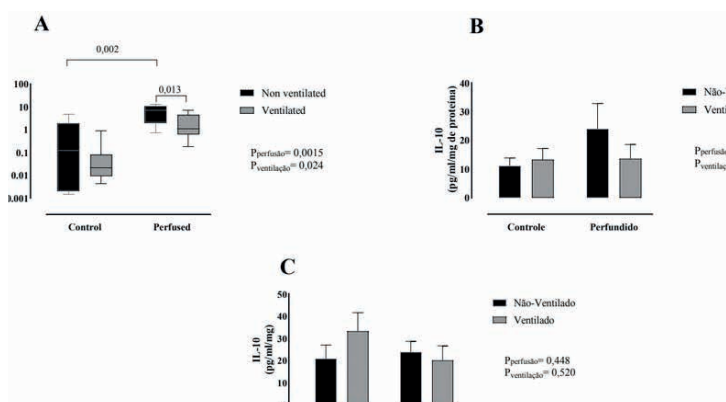 A
0,002
100
10
1
0.1
0.01
0.001
0,013
Non ventilated
Ventilated
Pperfusão= 0,0015
Pventilação= 0,024
Control
Perfused
B
IL-10
(pg/ml/mg de proteína)
40
30
20
10
0
Controle
Perfundido
C
IL-10
(pg/ml/mg)
50
40
30
20
10
Não-Ventilado
Ventilado
Pperfusão= 0,448
Pventilação= 0,520